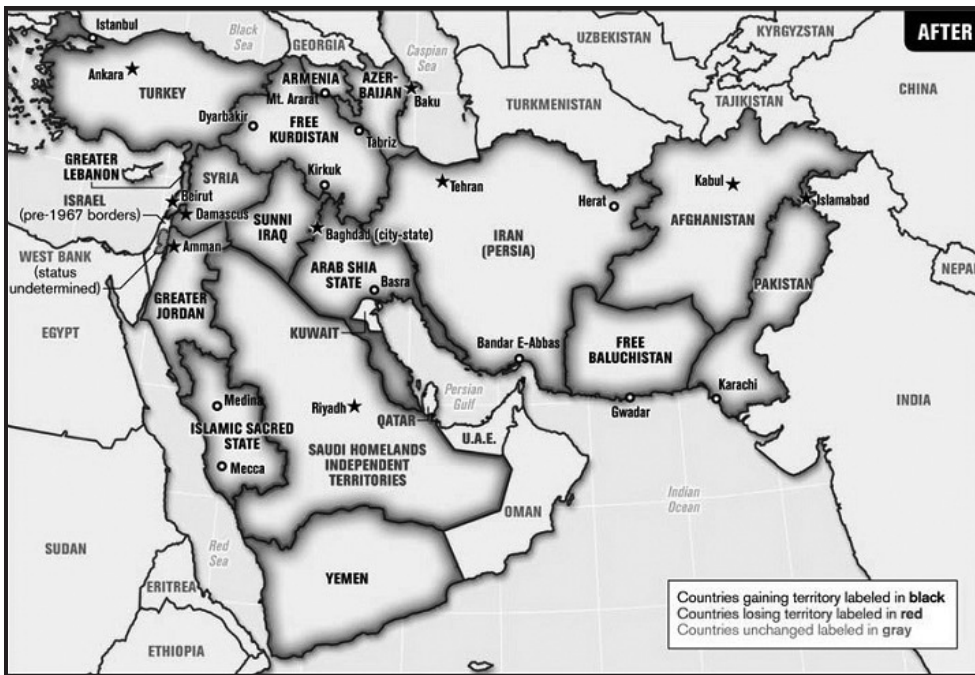 AFTER
Istanbul
Black
Sea
GEORGIA
Caspian
Sea
UZBEKISTAN
KYRGYZSTAN
CHINA
Ankara
TURKEY
ARMENIA
Mt. Ararat
AZER-
BAIJAN
Baku
TURKMENISTAN
TAJIKISTAN
Dyarbakir
FREE
KURDISTAN
Tabriz
GREATER
LEBANON
SYRIA
Kirkuk
Tehran
Herat
Kabul
Islamabad
AFGHANISTAN
ISRAEL
(pre-1967 borders)
Beirut
Damascus
SUNNI
IRAQ
Baghdad (city-state)
IRAN
(PERSIA)
WEST BANK
(status
undetermined)
Amman
ARAB SHIA
STATE
Basra
PAKISTAN
NEPAL
EGYPT
GREATER
JORDAN
KUWAIT
Bandar E-Abbas
FREE
BALUCHISTAN
Karachi
INDIA
Medina
Riyadh
Persian
Gulf
QATAR
U.A.E.
Gwadar
ISLAMIC SACRED
STATE
Mecca
SAUDI HOMELANDS
INDEPENDENT
TERRITORIES
OMAN
Indian
Ocean
SUDAN
Red
Sea
YEMEN
ERITREA
ETHIOPIA
Countries gaining territory labeled in black
Countries losing territory labeled in red
Countries unchanged labeled in gray